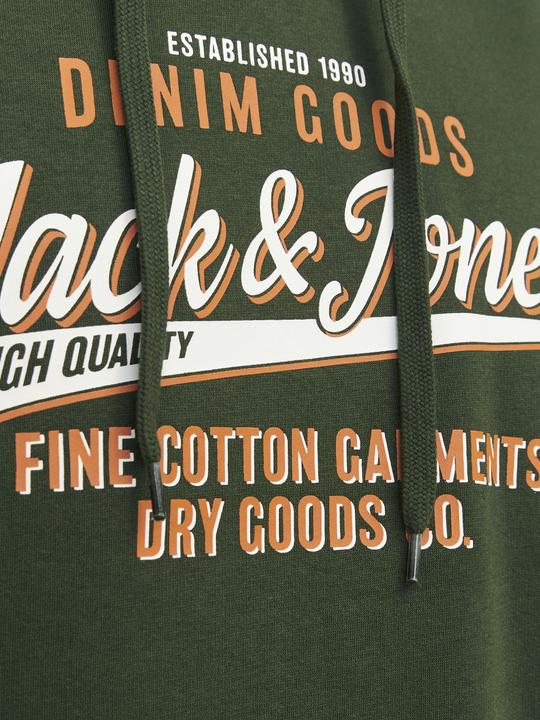 ESTABLISHED 1990
DENIM GOODS
Jack & Jones
HIGH QUALITY
FINE COTTON GARMENTS
DRY GOODS CO.